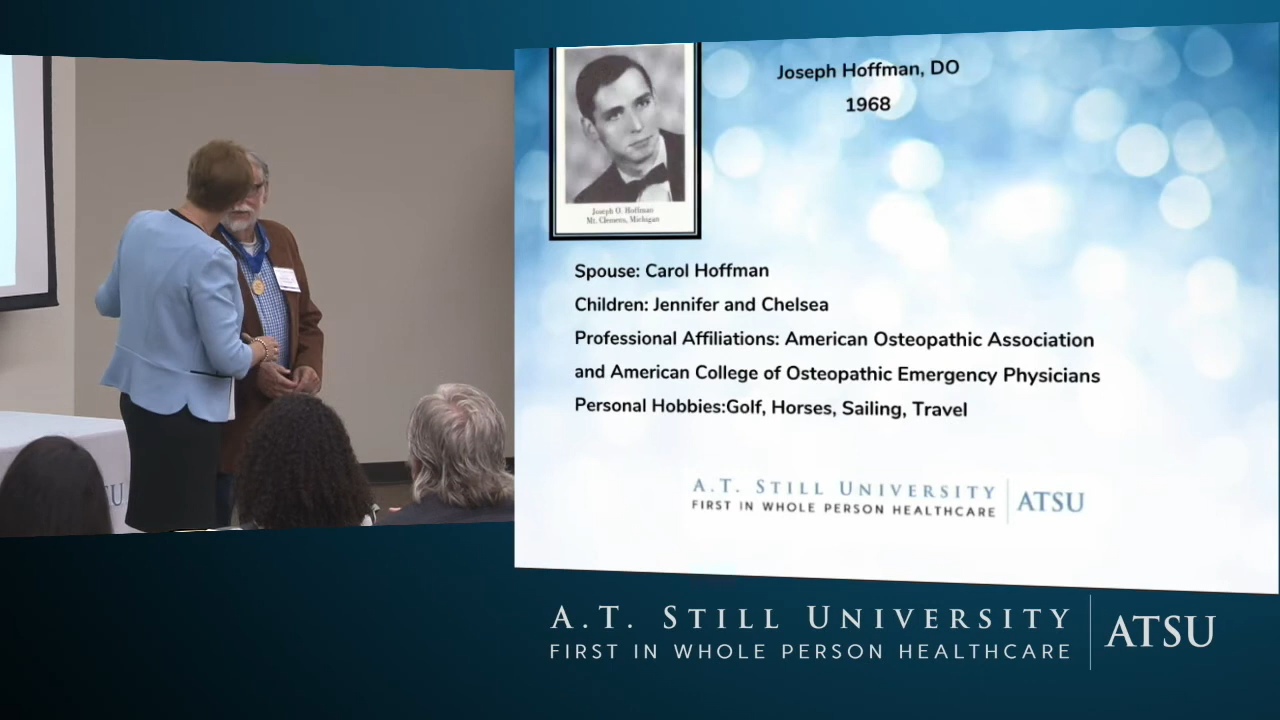 Joseph Hoffman, DO
1968
Joseph O. Hoffman
Mt. Clemens, Michigan
Spouse: Carol Hoffman
Children: Jennifer and Chelsea
Professional Affiliations: American Osteopathic Association
and American College of Osteopathic Emergency Physicians
Personal Hobbies:Golf, Horses, Sailing, Travel
A.T. STILL UNIVERSITY
FIRST IN WHOLE PERSON HEALTHCARE
ATSU
A.T. STILL UNIVERSITY
FIRST IN WHOLE PERSON HEALTHCARE
ATSU